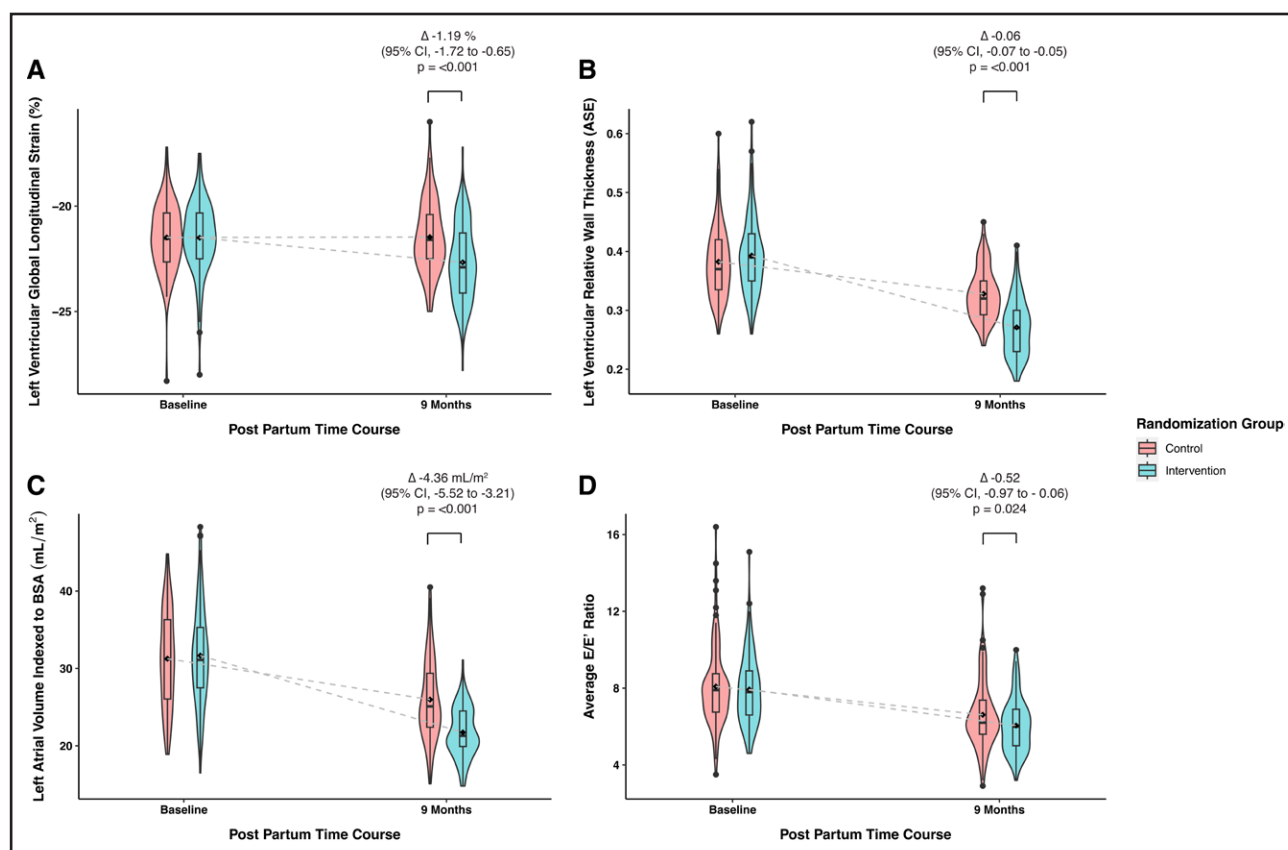 Δ -1.19 %
(95% CI, -1.72 to -0.65)
p = <0.001
A
Left Ventricular Global Longitudinal Strain (%)
-20
-25
Baseline
9 Months
Post Partum Time Course
Δ -0.06
(95% CI, -0.07 to -0.05)
p = <0.001
B
Left Ventricular Relative Wall Thickness (ASE)
0.6
0.5
0.4
0.3
0.2
Baseline
9 Months
Post Partum Time Course
Randomization Group
Control
Intervention
Δ -4.36 mL/m²
(95% CI, -5.52 to -3.21)
p = <0.001
C
Left Atrial Volume Indexed to BSA (mL/m²)
40
30
20
Baseline
9 Months
Post Partum Time Course
Δ -0.52
(95% CI, -0.97 to - 0.06)
p = 0.024
D
Average E/E' Ratio
16
12
8
4
Baseline
9 Months
Post Partum Time Course